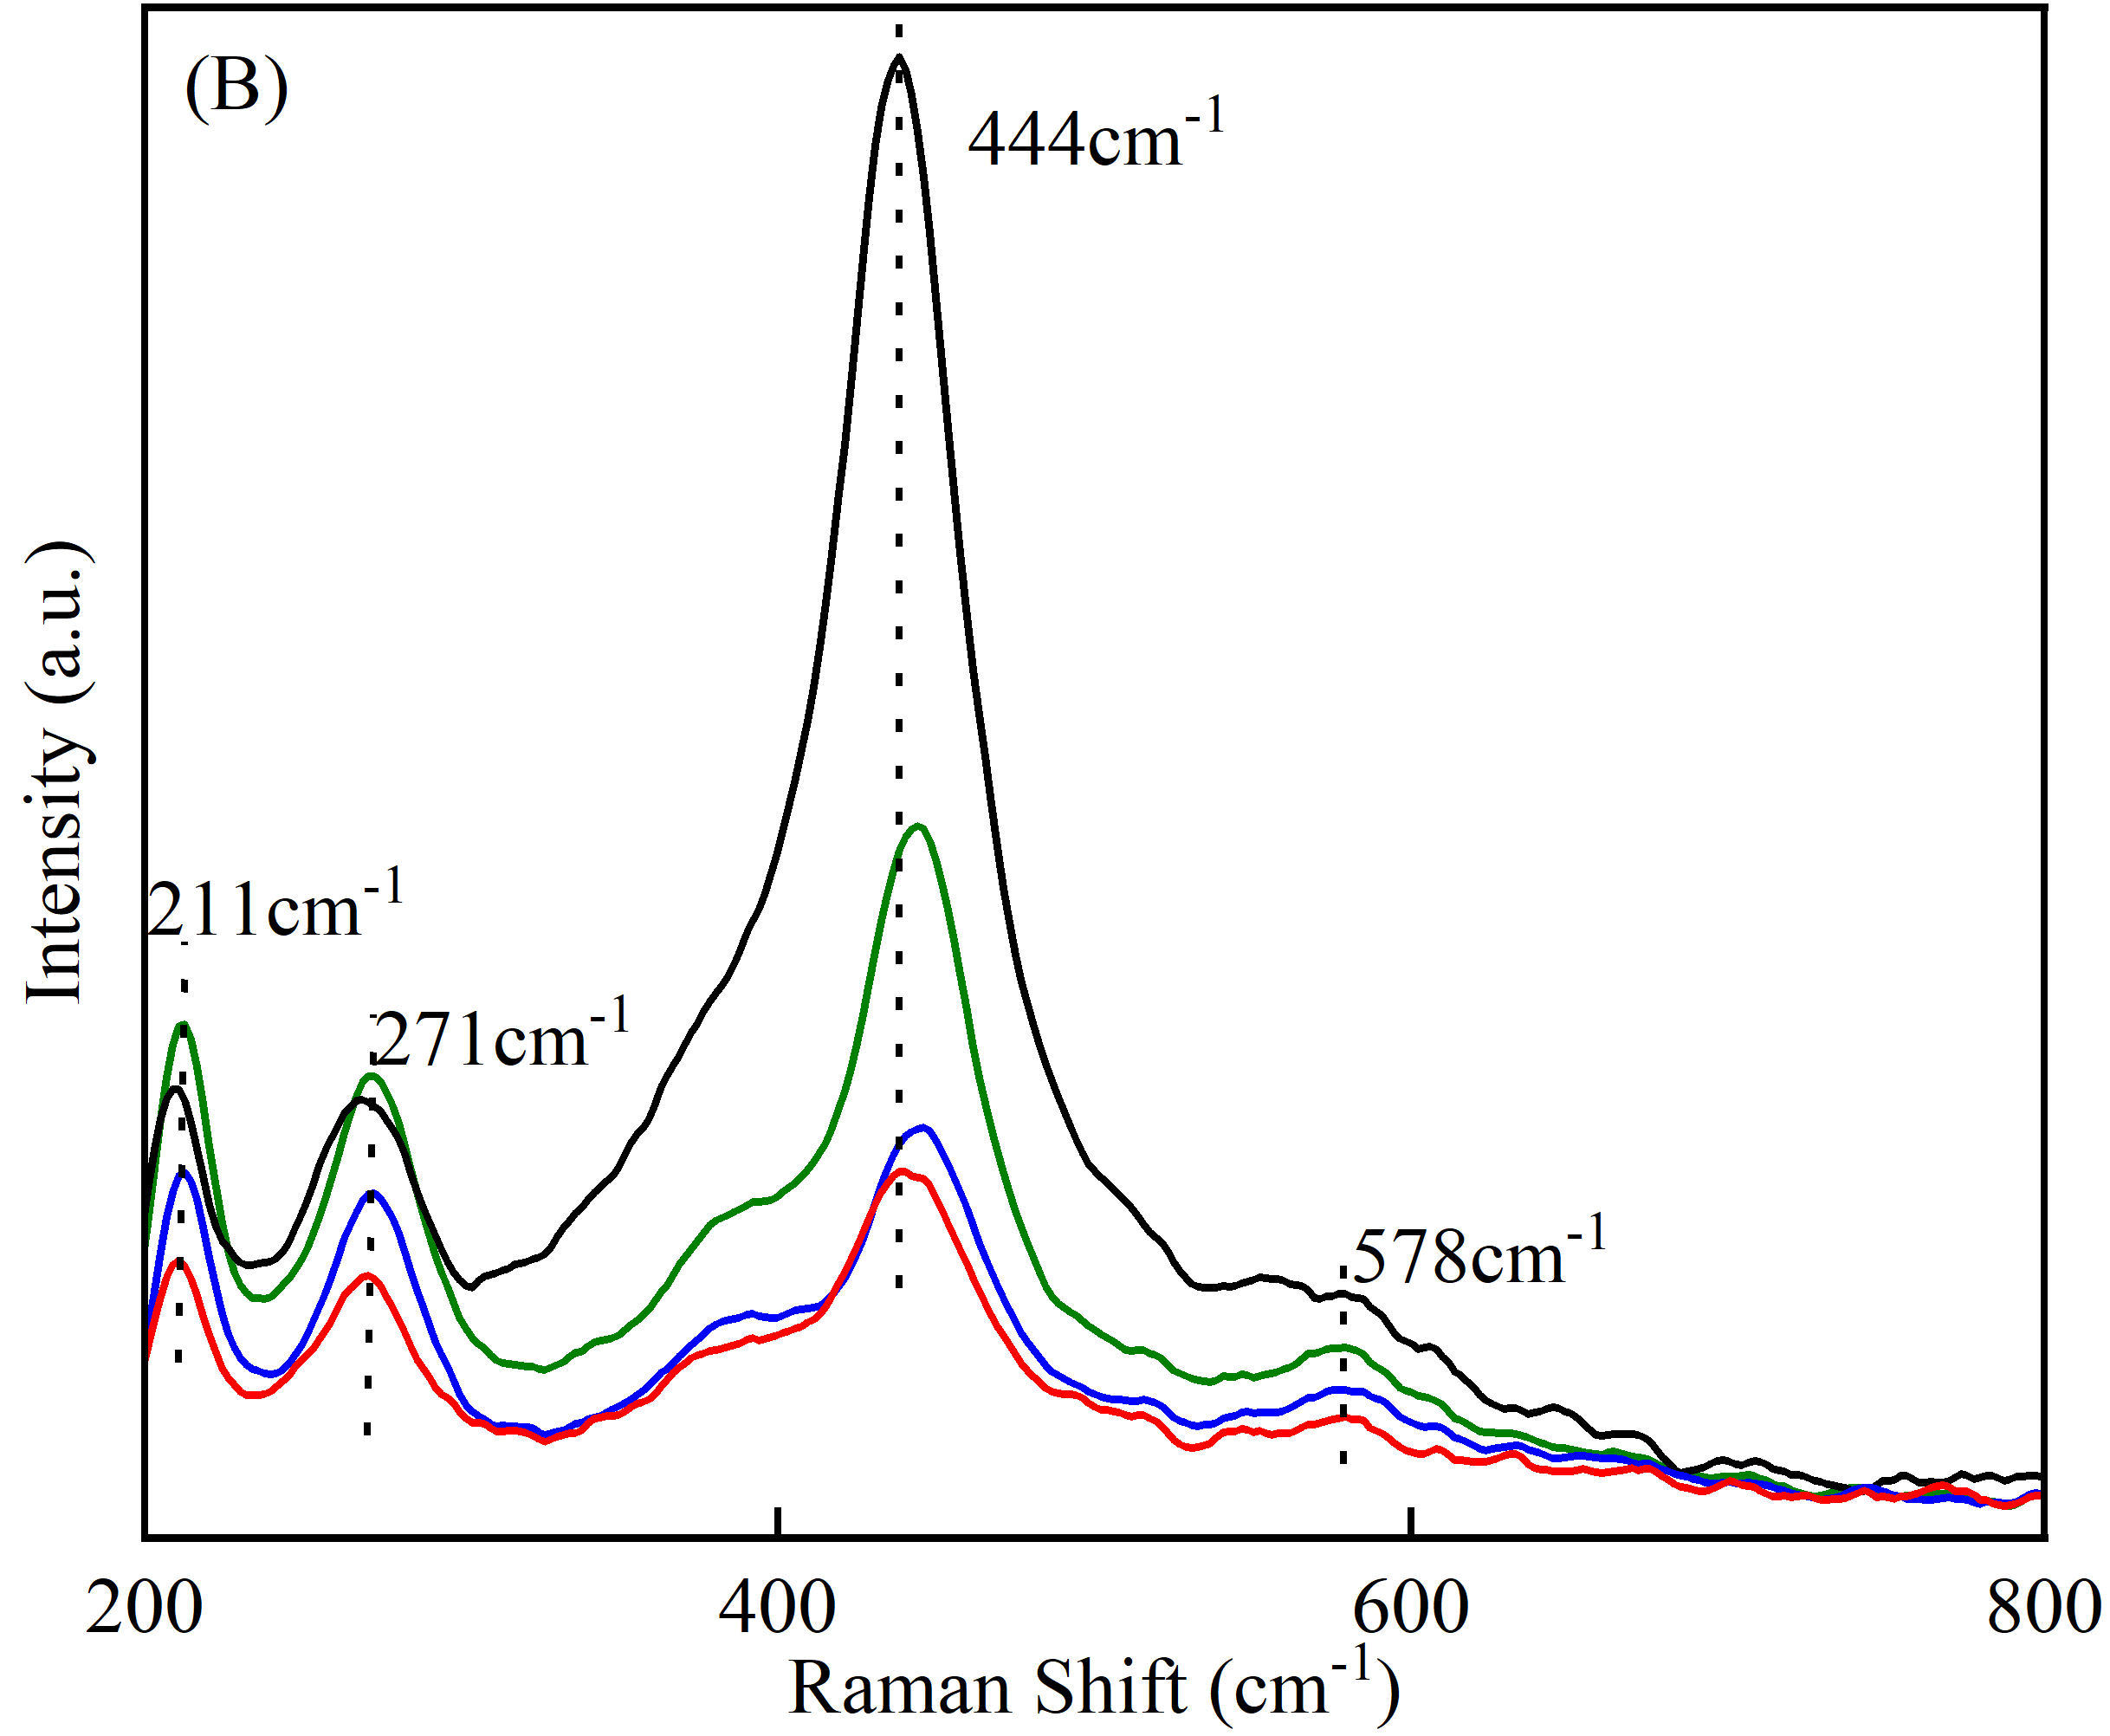 (B)
444cm⁻¹
211cm⁻¹
271cm⁻¹
578cm⁻¹
Intensity (a.u.)
200 400 600 800
Raman Shift (cm⁻¹)